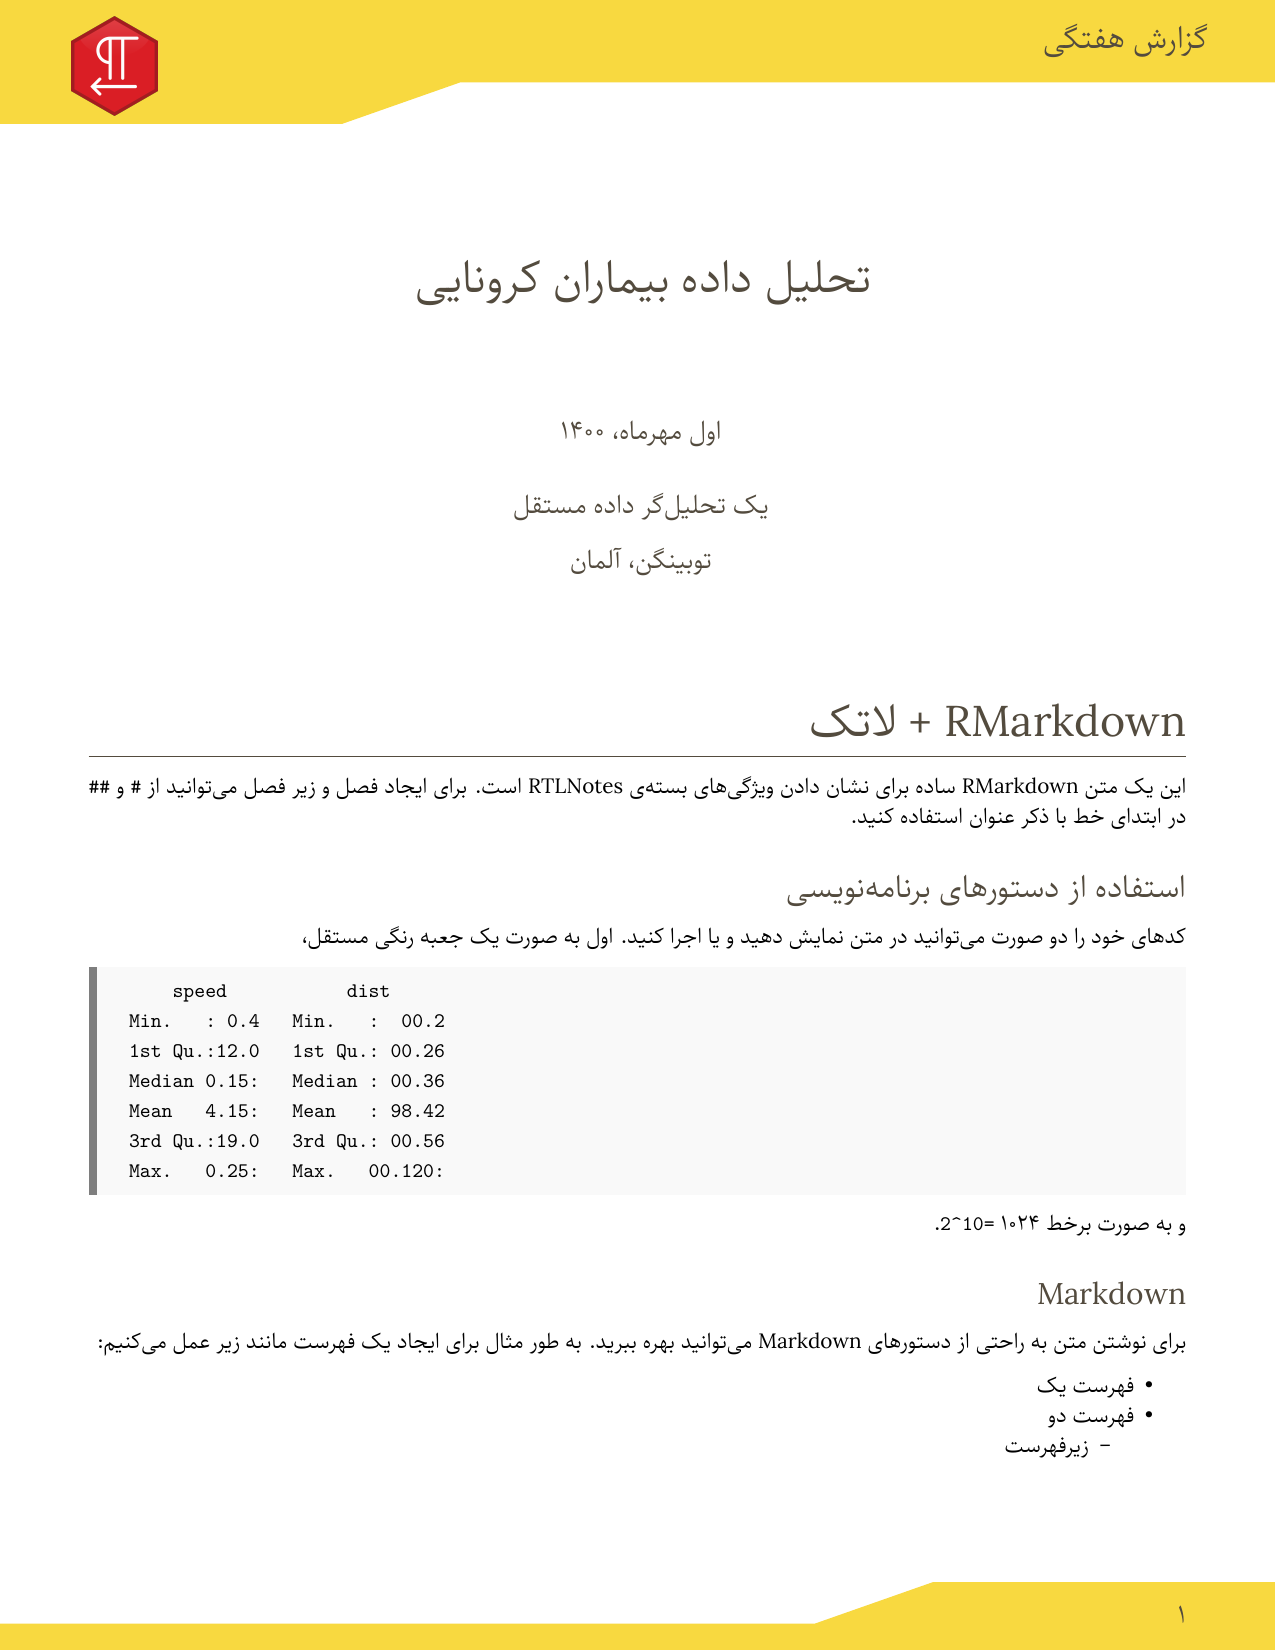 گزارش هفتگی
تحلیل داده بیماران کرونایی
اول مهرماه، ۱۴۰۰
یک تحلیل‌گر داده مستقل
توبینگن، آلمان
RMarkdown + لاتک
این یک متن RMarkdown ساده برای نشان دادن ویژگی‌های بسته‌ی RTLNotes است. برای ایجاد فصل و زیر فصل می‌توانید از # و ##
در ابتدای خط با ذکر عنوان استفاده کنید.
استفاده از دستورهای برنامه‌نویسی
کدهای خود را دو صورت می‌توانید در متن نمایش دهید و یا اجرا کنید. اول به صورت یک جعبه رنگی مستقل،
    speed           dist
Min.   : 0.4   Min.   :  00.2
1st Qu.:12.0   1st Qu.: 00.26
Median 0.15:   Median : 00.36
Mean   4.15:   Mean   : 98.42
3rd Qu.:19.0   3rd Qu.: 00.56
Max.   0.25:   Max.   00.120:
و به صورت برخط ۱۰۲۴ =2^10.
Markdown
برای نوشتن متن به راحتی از دستورهای Markdown می‌توانید بهره ببرید. به طور مثال برای ایجاد یک فهرست مانند زیر عمل می‌کنیم:
• فهرست یک
• فهرست دو
– زیرفهرست
۱